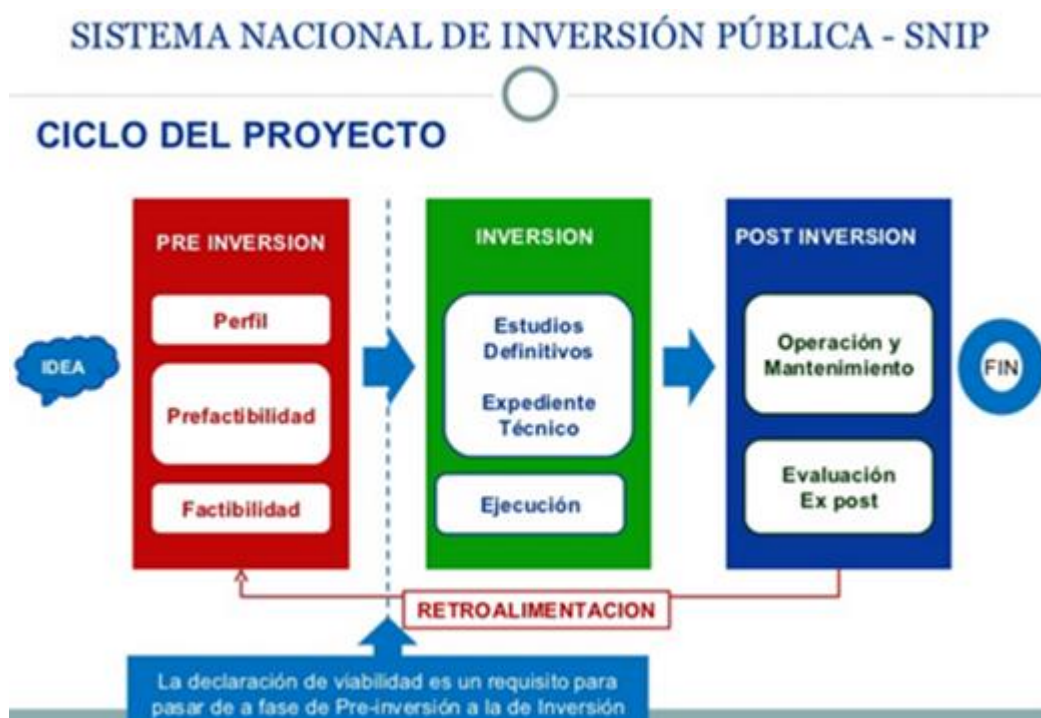 SISTEMA NACIONAL DE INVERSIÓN PÚBLICA - SNIP
CICLO DEL PROYECTO
IDEA
PRE INVERSION
Perfil
Prefactibilidad
Factibilidad
INVERSION
Estudios
Definitivos
Expediente
Técnico
Ejecución
POST INVERSION
Operación y
Mantenimiento
Evaluación
Ex post
FIN
RETROALIMENTACION
La declaración de viabilidad es un requisito para
pasar de a fase de Pre-inversión a la de Inversión